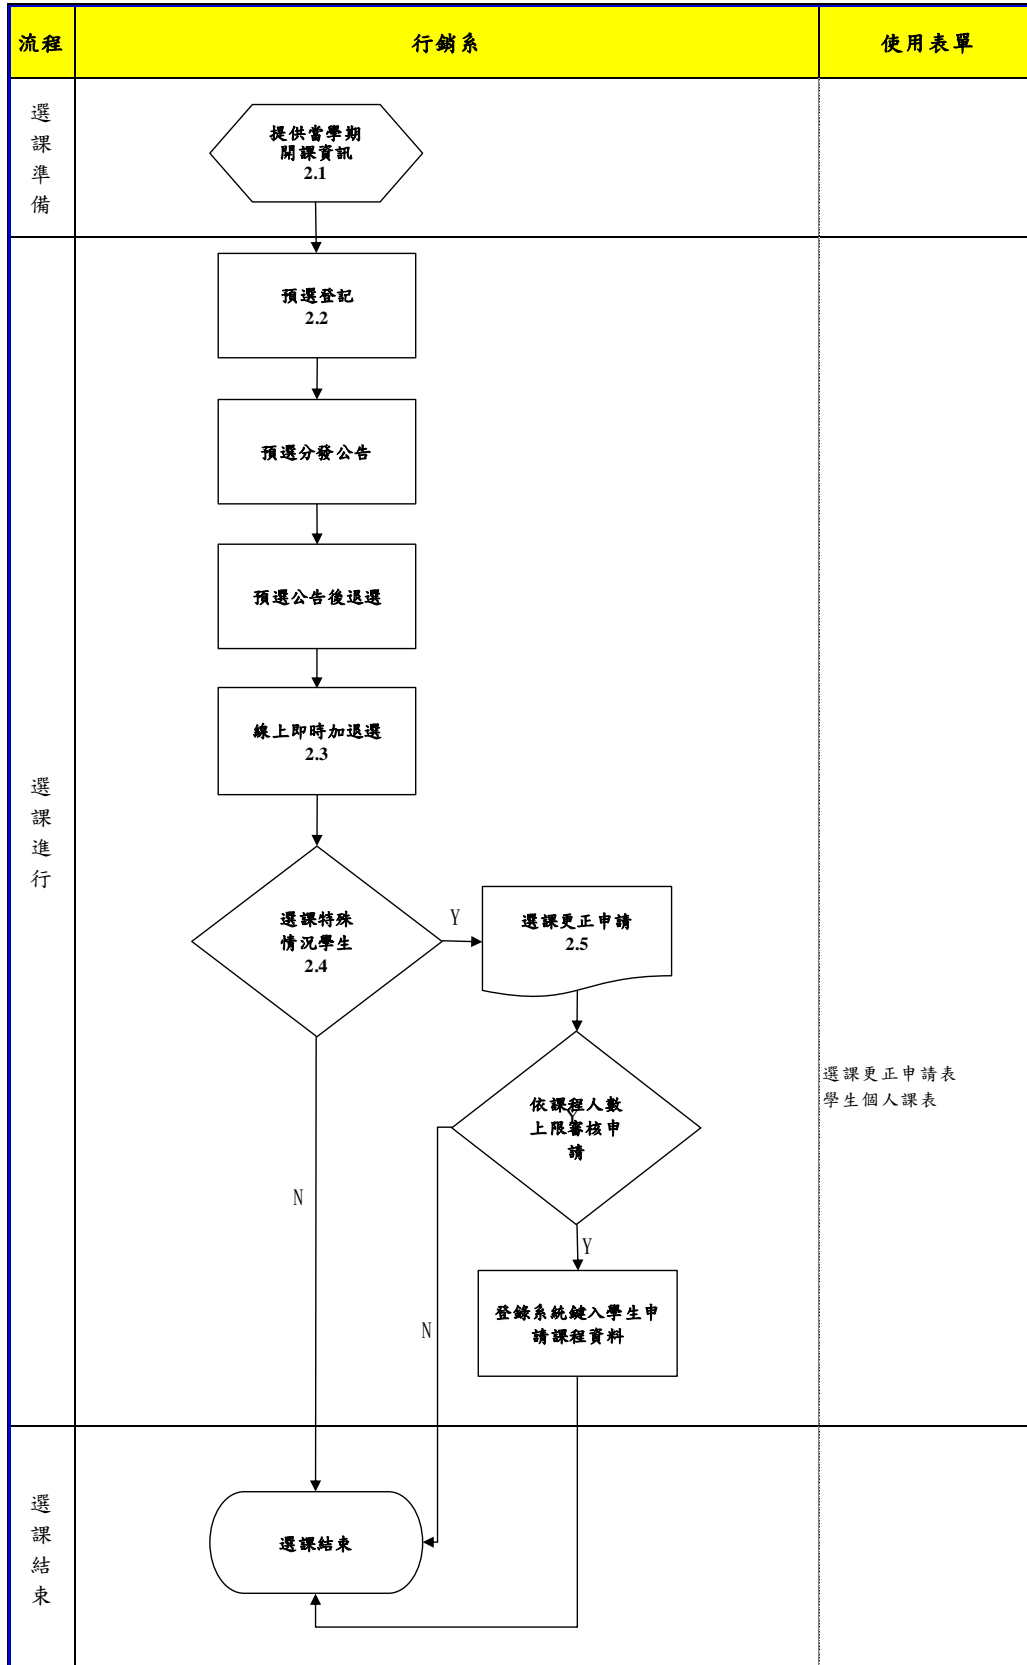 流程
行銷系
使用表單
選
課
準
備
提供當學期
開課資訊
2.1
選
課
進
行
預選登記
2.2
預選分發公告
預選公告後退選
線上即時加退選
2.3
選課特殊
情況學生
2.4
Y
選課更正申請
2.5
N
依課程人數
Y
上限審核申
請
選課更正申請表
學生個人課表
Y
N
登錄系統鍵入學生申
請課程資料
選
課
結
束
選課結束